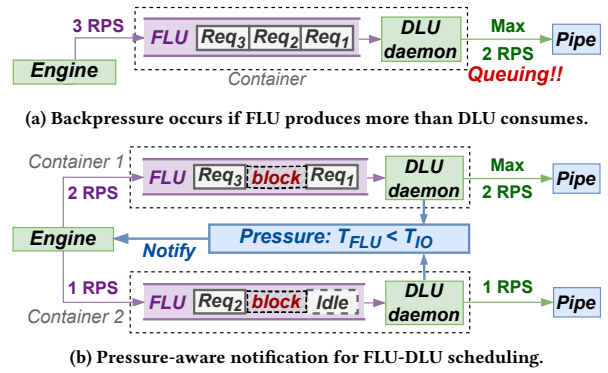 3 RPS
FLU
Req3 Req2 Req1
DLU
daemon
Max
2 RPS
Queuing!!
Pipe
Engine
Container
(a) Backpressure occurs if FLU produces more than DLU consumes.
Container 1
2 RPS
FLU
Req3 block Req1
DLU
daemon
Max
2 RPS
Pipe
Engine
Notify
Pressure: TFLU < TIO
1 RPS
Container 2
FLU
Req2 block Idle
DLU
daemon
1 RPS
Pipe
(b) Pressure-aware notification for FLU-DLU scheduling.